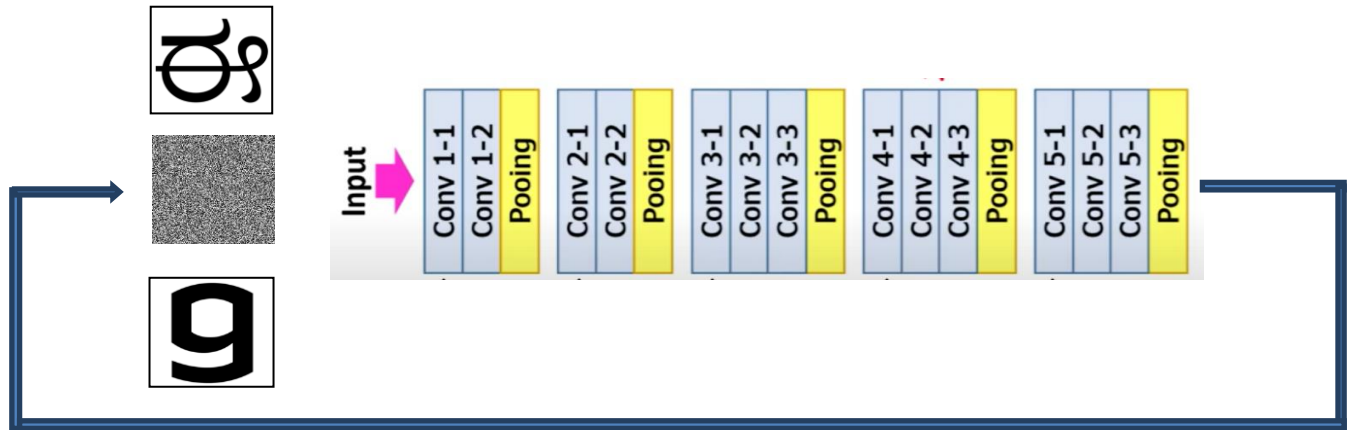 g
Input
Conv 1-1
Conv 1-2
Pooing
Conv 2-1
Conv 2-2
Pooing
Conv 3-1
Conv 3-2
Conv 3-3
Pooing
Conv 4-1
Conv 4-2
Conv 4-3
Pooing
Conv 5-1
Conv 5-2
Conv 5-3
Pooing